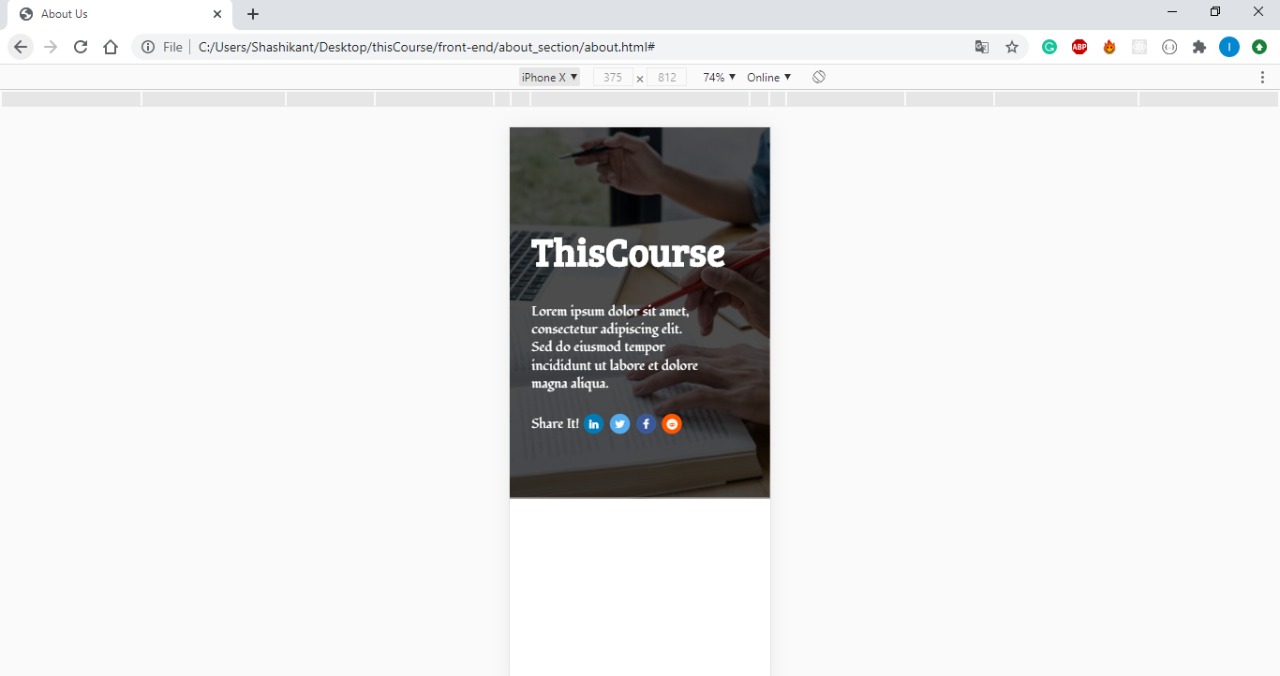 About Us
File
C:/Users/Shashikant/Desktop/thisCourse/front-end/about_section/about.html#
ABP
I
iPhone X
375 × 812
74%
Online
ThisCourse
Lorem ipsum dolor sit amet,
consectetur adipiscing elit.
Sed do eiusmod tempor
incididunt ut labore et dolore
magna aliqua.
Share It!